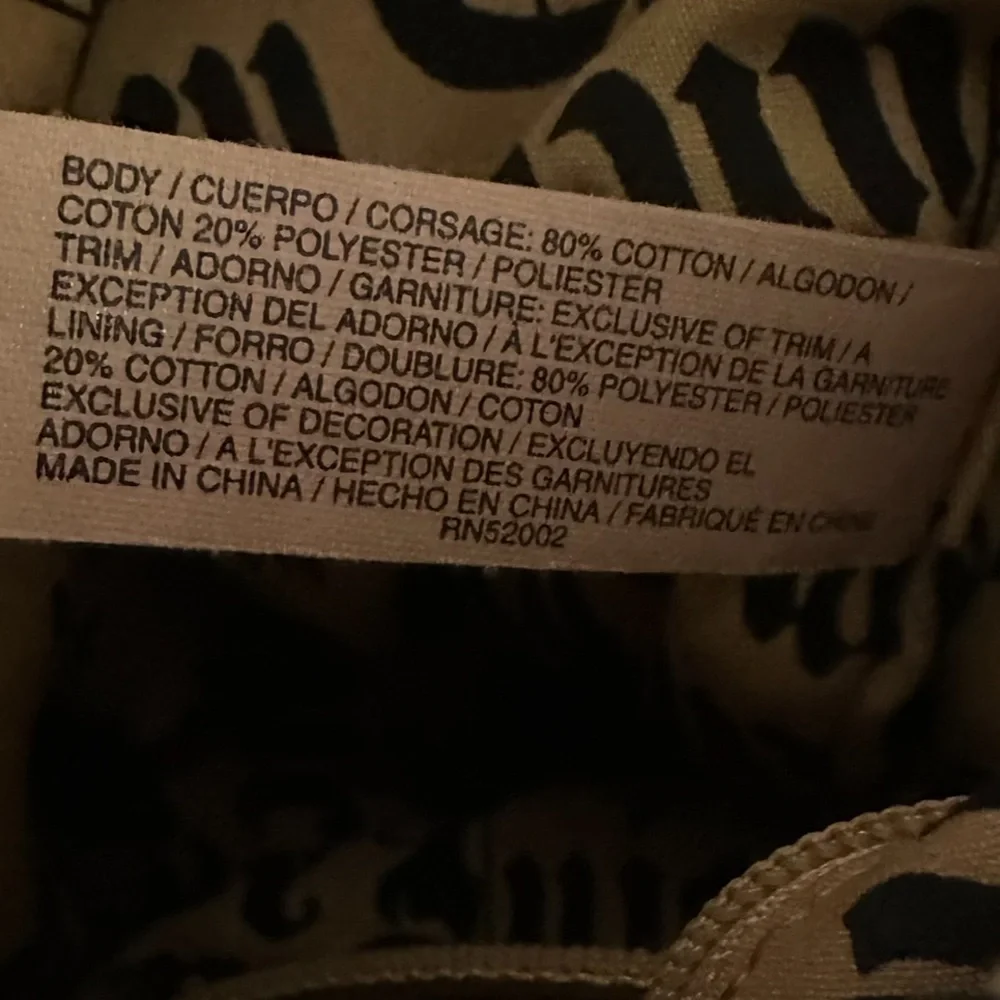 BODY / CUERPO / CORSAGE: 80% COTTON / ALGODON /
COTON 20% POLYESTER / POLIESTER
TRIM / ADORNO / GARNITURE: EXCLUSIVE OF TRIM / A
EXCEPTION DEL ADORNO / À L'EXCEPTION DE LA GARNITURE
LINING / FORRO / DOUBLURE: 80% POLYESTER / POLIESTER
20% COTTON / ALGODON / COTON
EXCLUSIVE OF DECORATION / EXCLUYENDO EL
ADORNO / A L'EXCEPTION DES GARNITURES
MADE IN CHINA / HECHO EN CHINA / FABRIQUÉ EN CHINE
RN52002